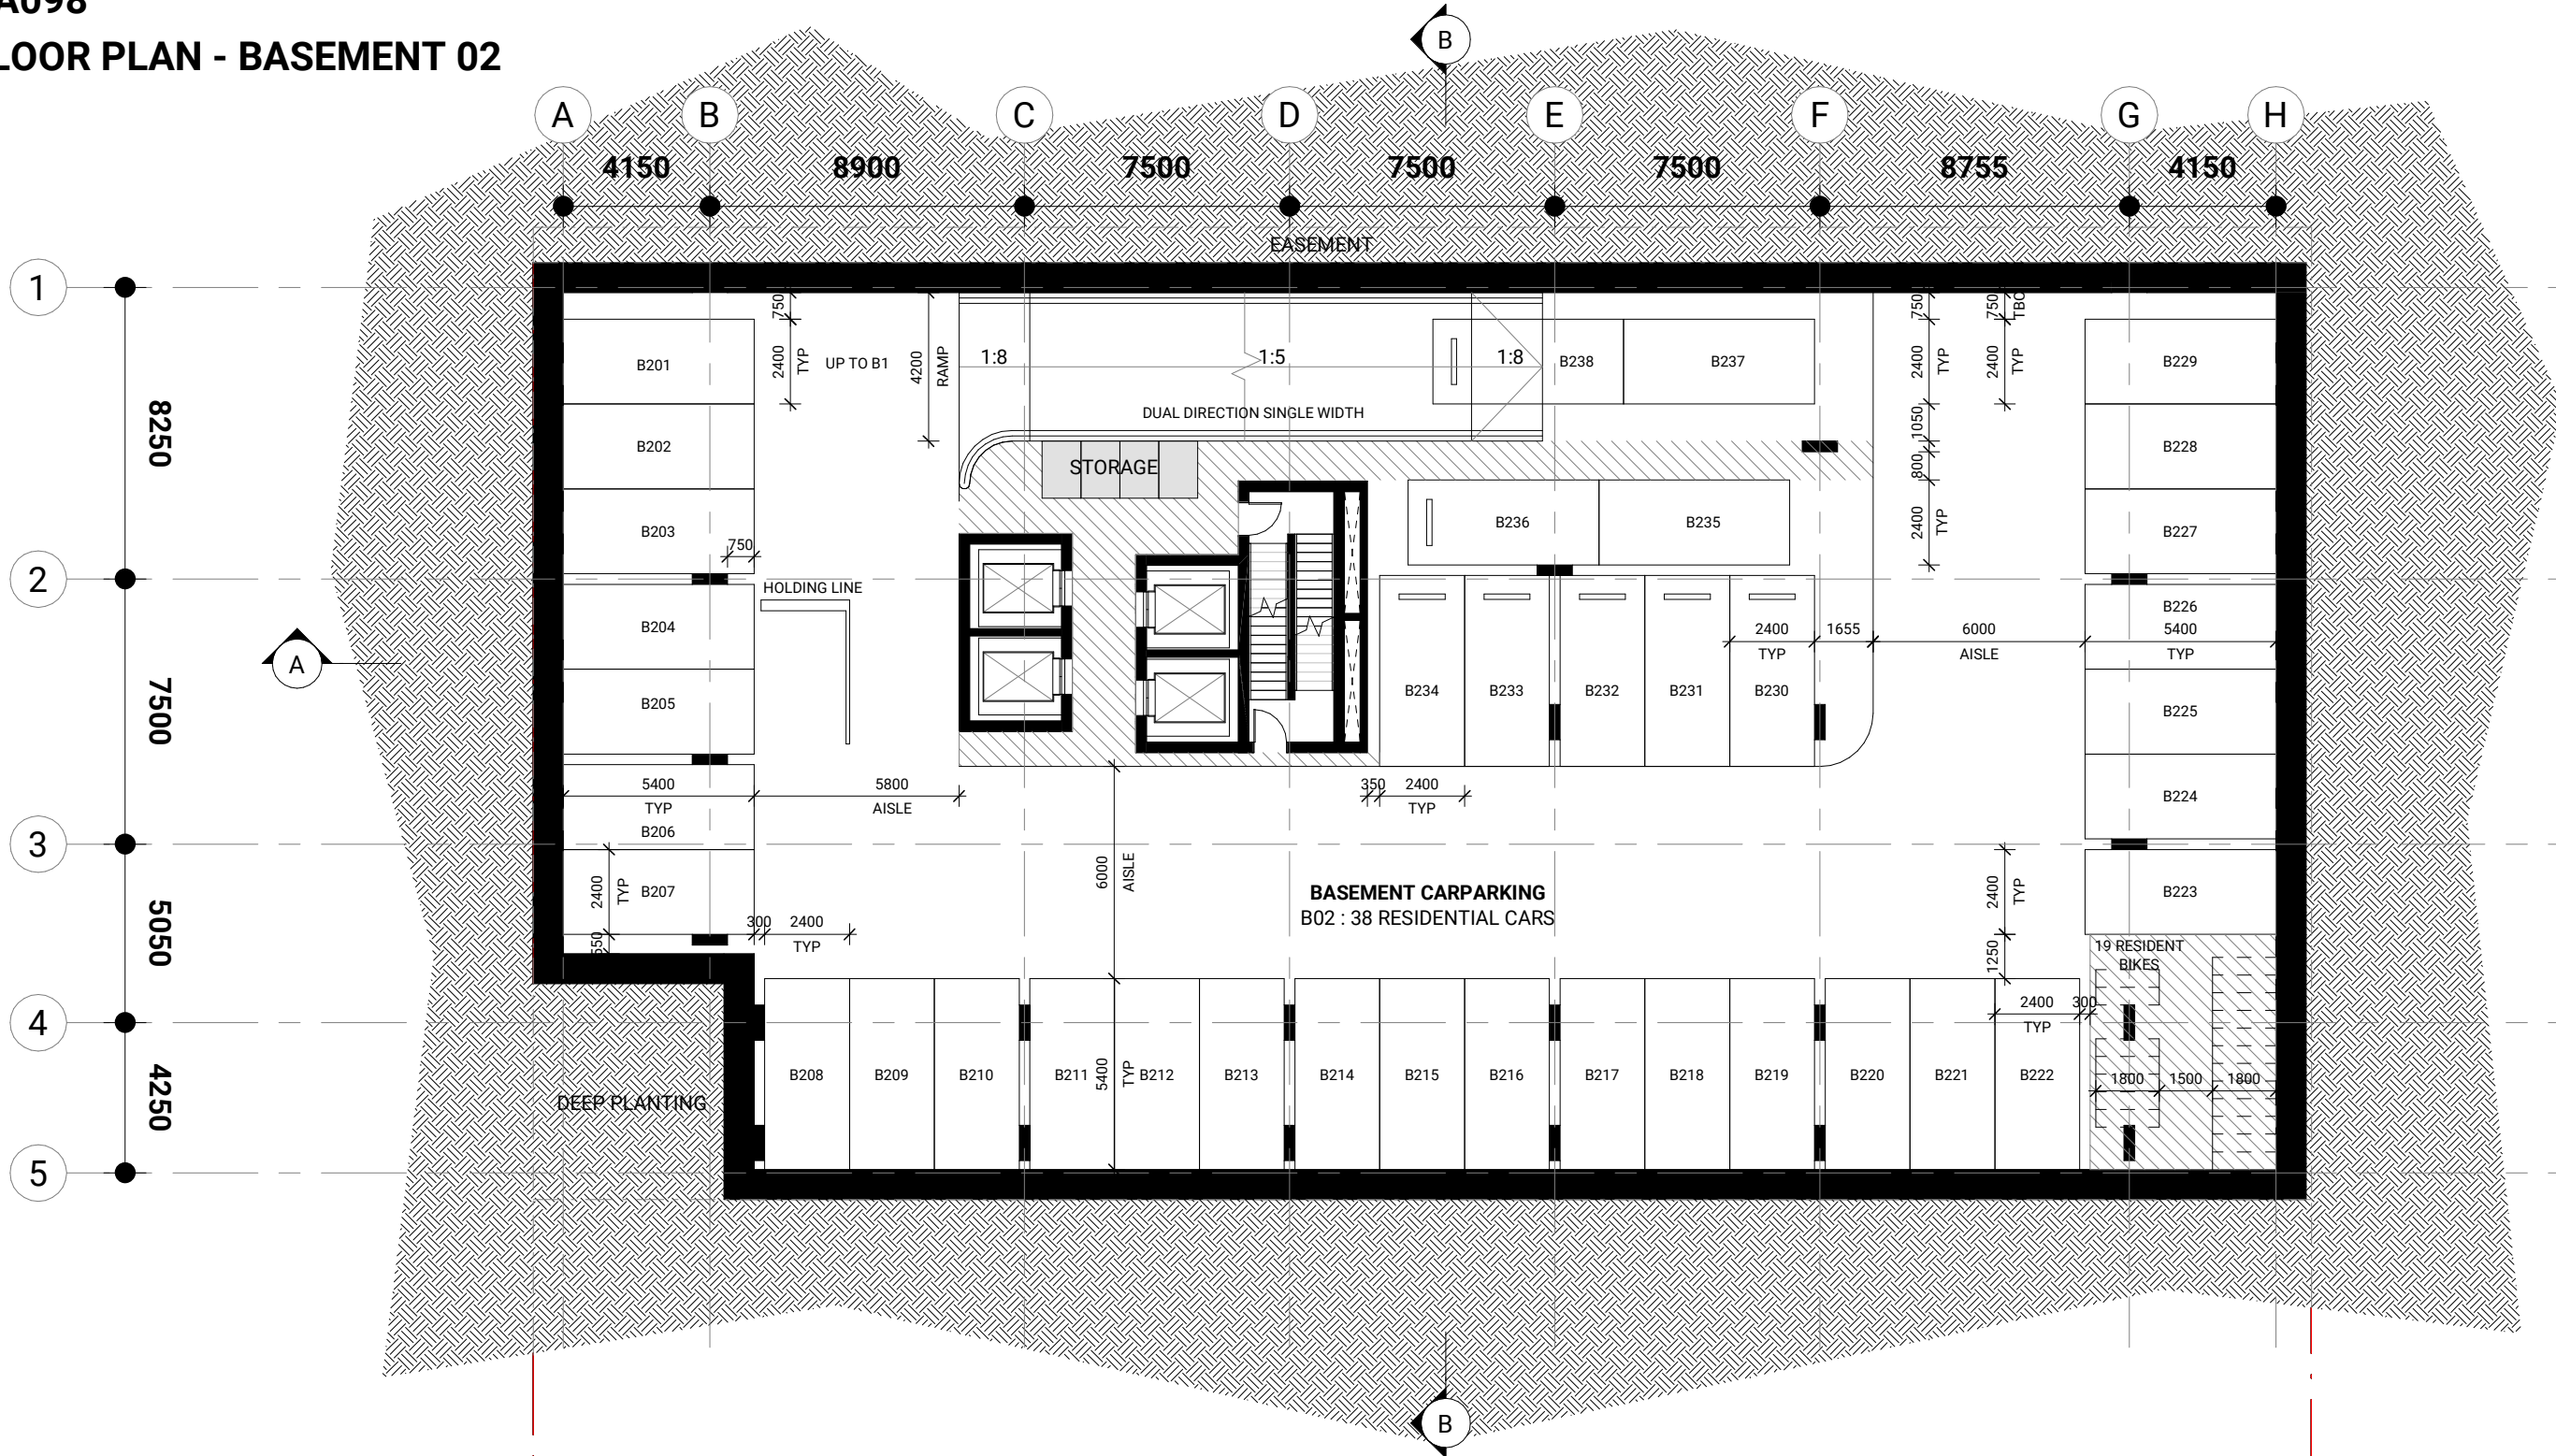 A098
LOOR PLAN - BASEMENT 02
B
A
B
C
D
E
F
G
H
4150
8900
7500
7500
7500
8755
4150
EASEMENT
1
2
3
4
5
8250
7500
5050
4250
A
B201
B202
B203
B204
B205
5400
TYP
B206
B207
750
2400
TYP
UP TO B1
4200
RAMP
1:8
1:5
1:8
DUAL DIRECTION SINGLE WIDTH
STORAGE
750
HOLDING LINE
5800
AISLE
2400
TYP
550
300
2400
TYP
B238
B237
B236
B235
B234
B233
B232
B231
B230
2400
TYP
1655
6000
AISLE
5400
TYP
350
2400
TYP
750
2400
TYP
1050
800
2400
TYP
750
TBC
2400
TYP
B229
B228
B227
B226
B225
B224
B223
6000
AISLE
BASEMENT CARPARKING
B02 : 38 RESIDENTIAL CARS
2400
TYP
1250
19 RESIDENT
BIKES
2400
TYP
300
1800
1500
1800
DEEP PLANTING
B208
B209
B210
B211
5400
TYP
B212
B213
B214
B215
B216
B217
B218
B219
B220
B221
B222
B